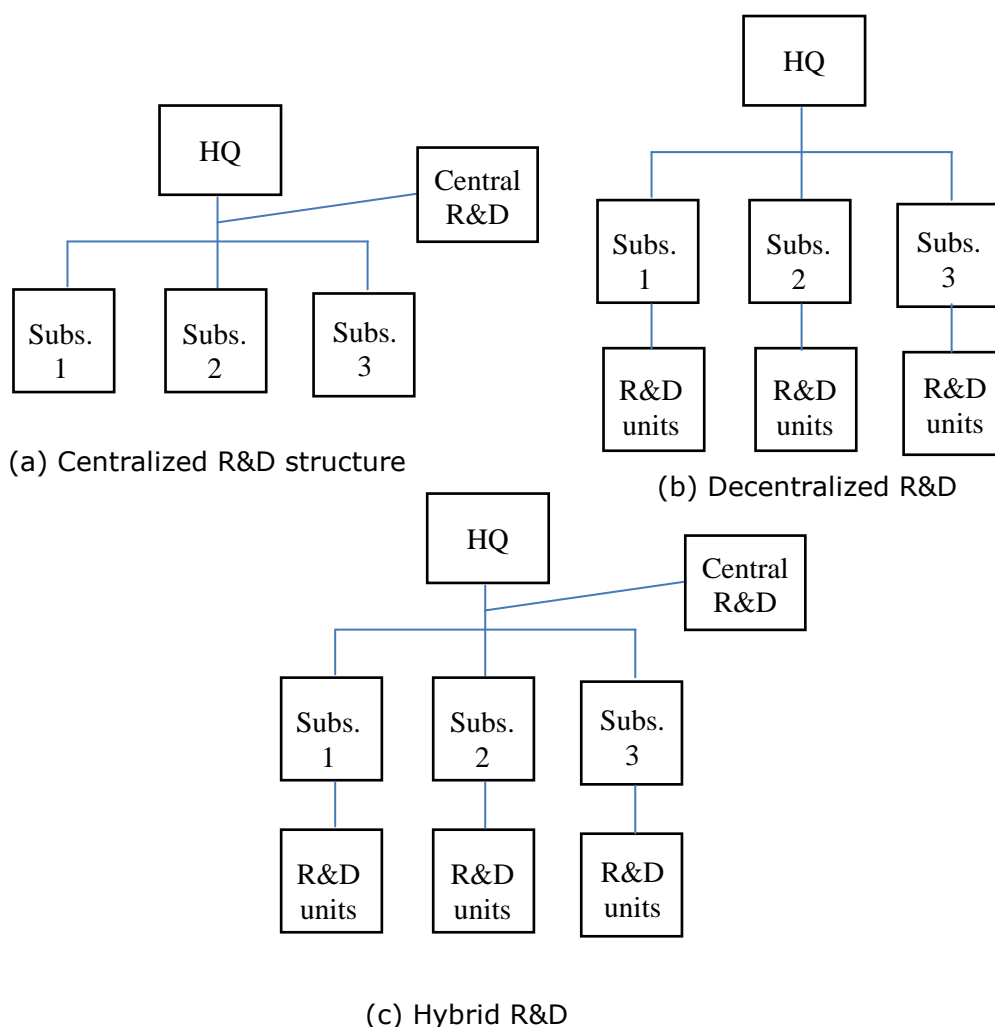 HQ
Central
R&D
Subs.
1
Subs.
2
Subs.
3
(a) Centralized R&D structure
HQ
Subs.
1
Subs.
2
Subs.
3
R&D
units
R&D
units
R&D
units
(b) Decentralized R&D
HQ
Central
R&D
Subs.
1
Subs.
2
Subs.
3
R&D
units
R&D
units
R&D
units
(c) Hybrid R&D